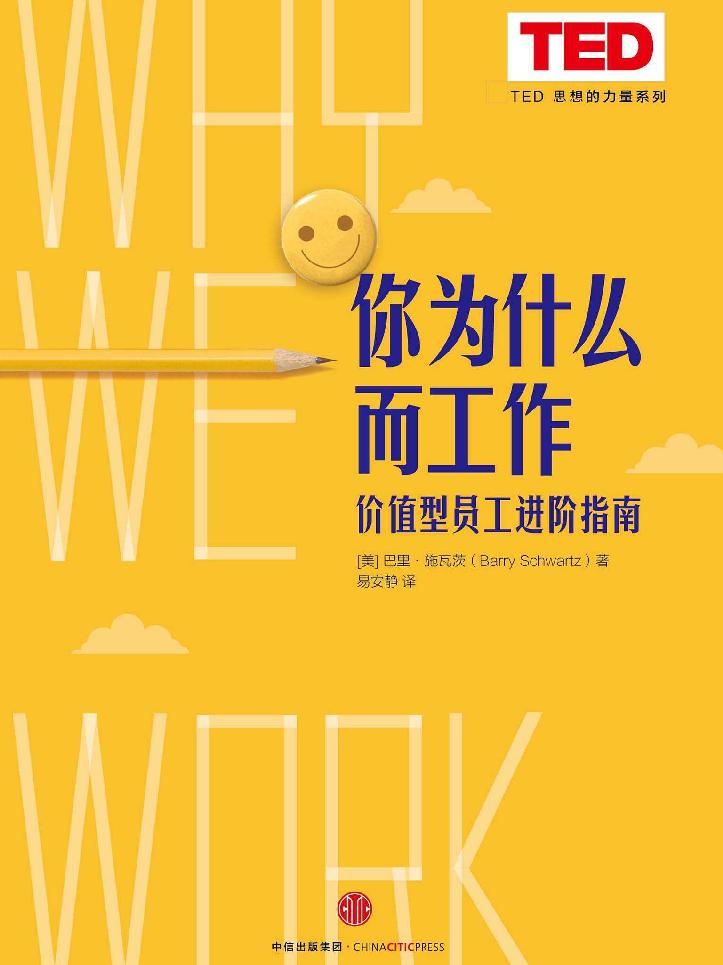 TED
TED 思想的力量系列
WHY
WE
WORK
你为什么
而工作
价值型员工进阶指南
[美] 巴里·施瓦茨（Barry Schwartz）著
易安静 译
中信出版集团·CHINACITICPRESS